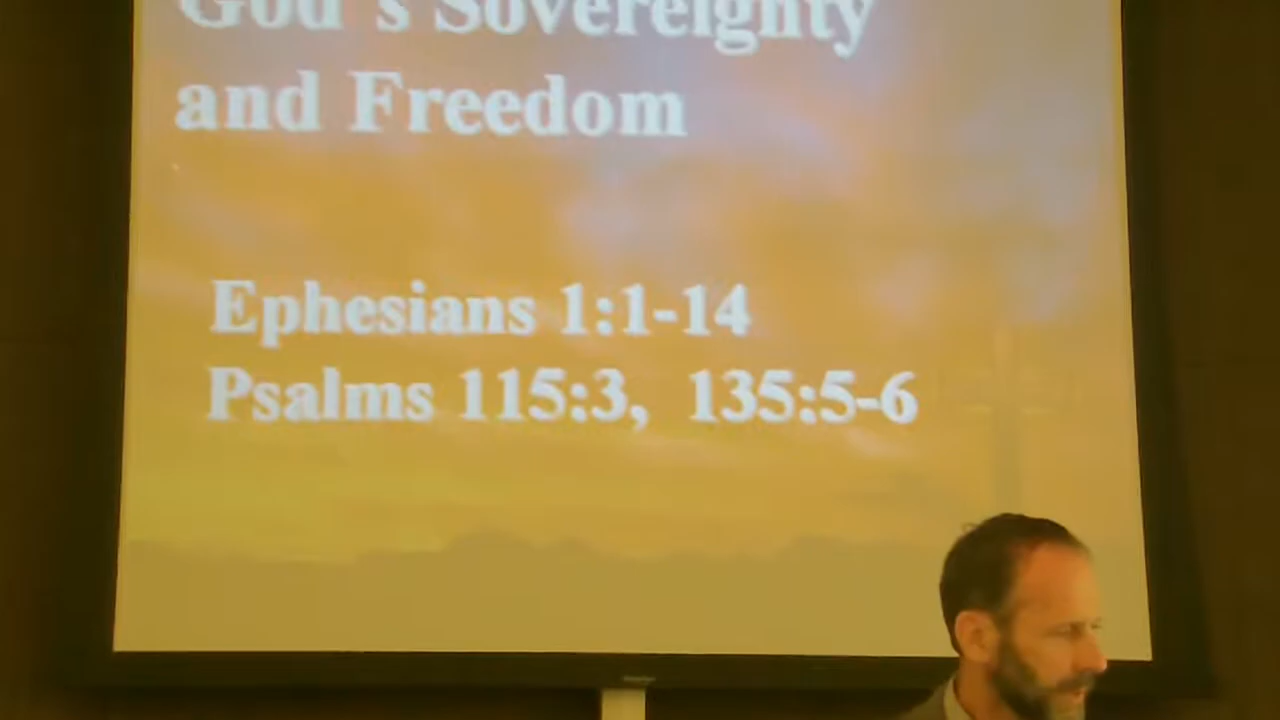 God's Sovereignty
and Freedom
Ephesians 1:1-14
Psalms 115:3, 135:5-6